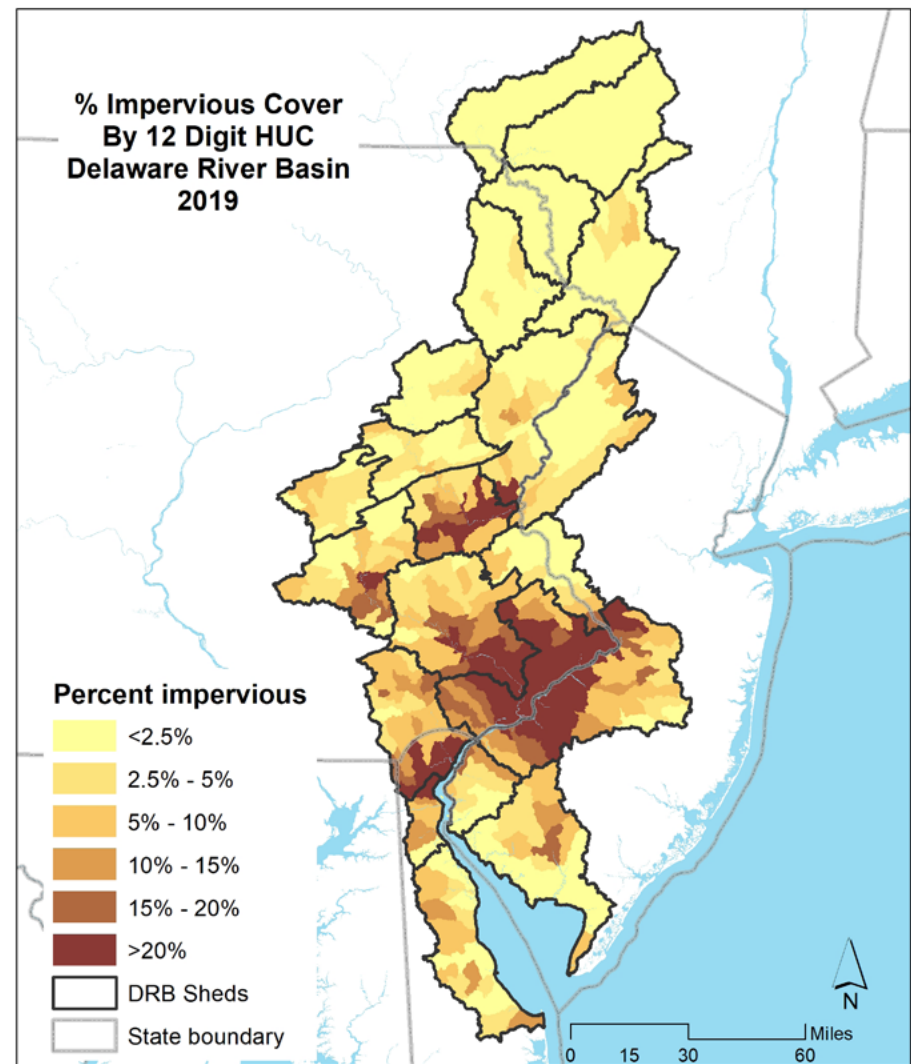 % Impervious Cover
By 12 Digit HUC
Delaware River Basin
2019
Percent impervious
<2.5%
2.5% - 5%
5% - 10%
10% - 15%
15% - 20%
>20%
DRB Sheds
State boundary
N
Miles
0 15 30 60